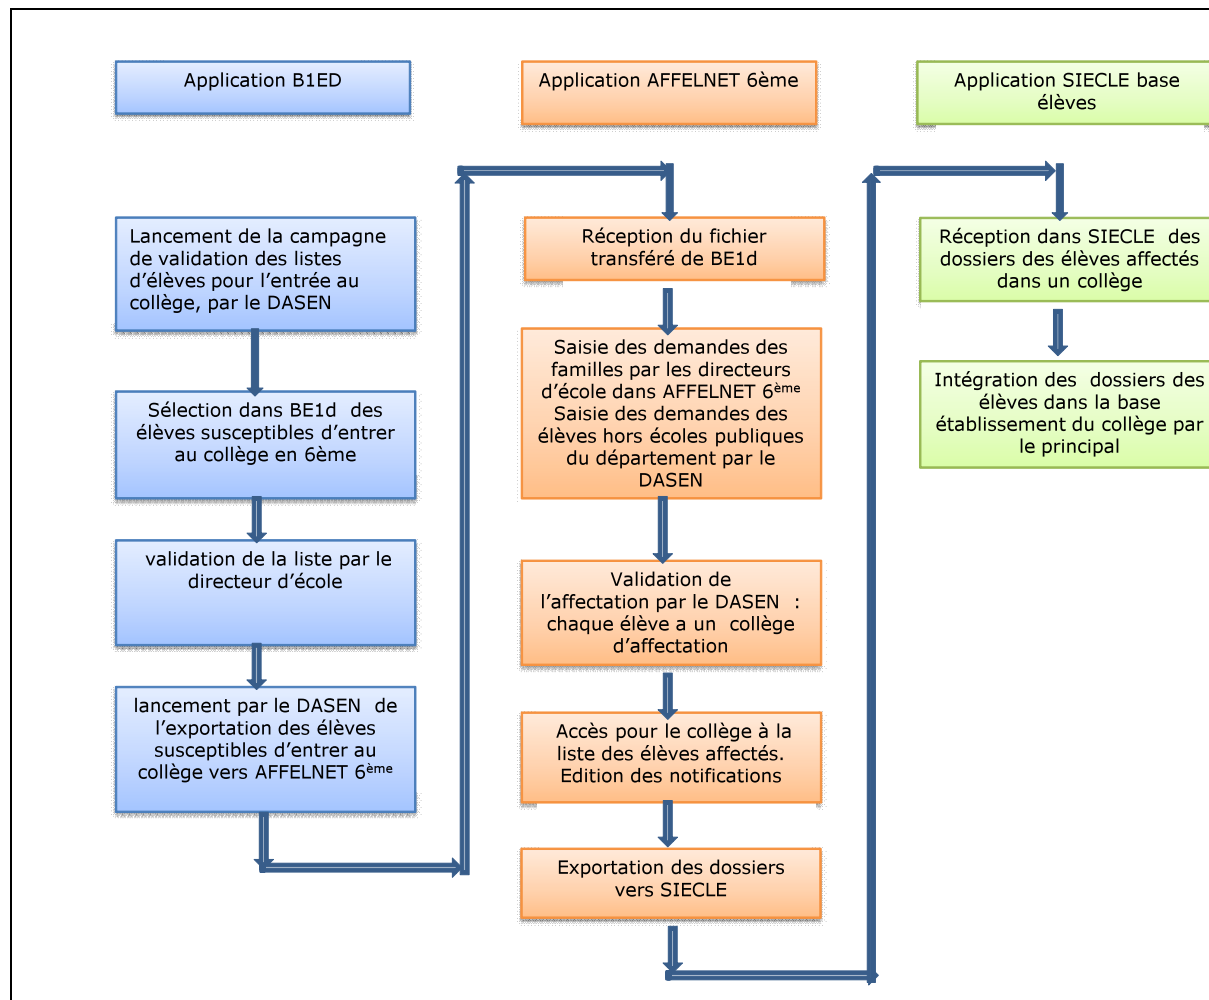 Application B1ED
Application AFFELNET 6ème
Application SIECLE base
élèves
Lancement de la campagne
de validation des listes
d’élèves pour l’entrée au
collège, par le DASEN
Sélection dans BE1d  des
élèves susceptibles d’entrer
au collège en 6ème
validation de la liste par le
directeur d’école
lancement par le DASEN  de
l’exportation des élèves
susceptibles d’entrer au
collège vers AFFELNET 6ème
Réception du fichier
transféré de BE1d
Saisie des demandes des
familles par les directeurs
d’école dans AFFELNET 6ème
Saisie des demandes des
élèves hors écoles publiques
du département par le
DASEN
Validation de
l’affectation par le DASEN  :
chaque élève a un  collège
d’affectation
Accès pour le collège à la
liste des élèves affectés.
Edition des notifications
Exportation des dossiers
vers SIECLE
Réception dans SIECLE  des
dossiers des élèves affectés
dans un collège
Intégration des  dossiers des
élèves dans la base
établissement du collège par
le principal